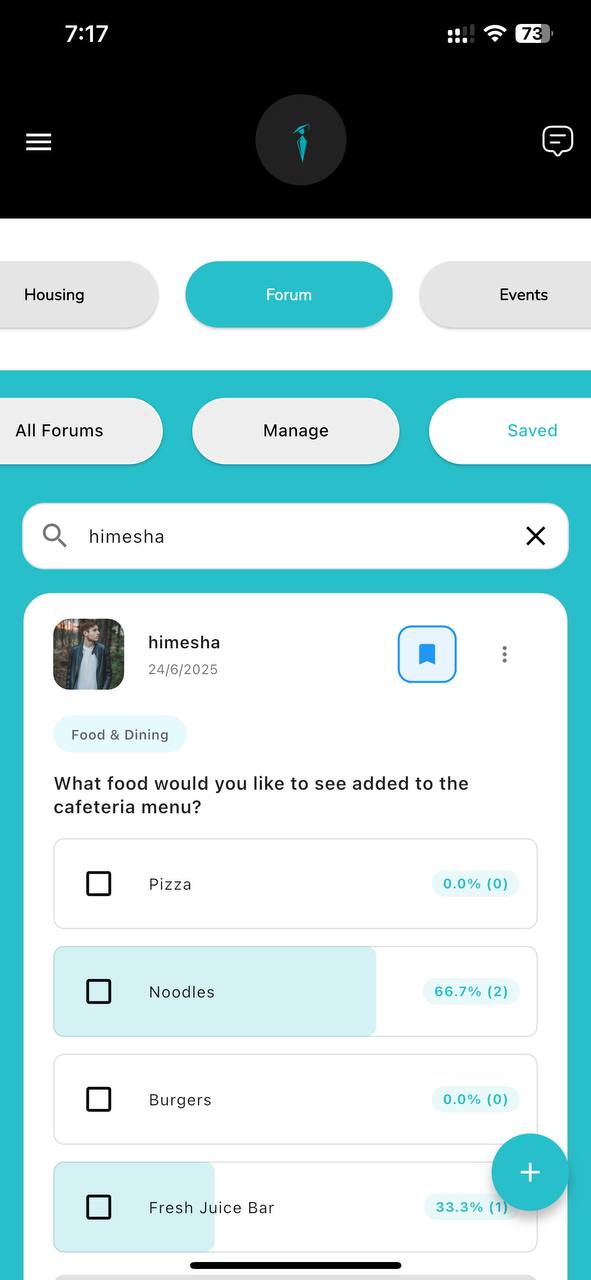 7:17
73
Housing
Forum
Events
All Forums
Manage
Saved
himesha
himesha
24/6/2025
Food & Dining
What food would you like to see added to the
cafeteria menu?
Pizza
0.0% (0)
Noodles
66.7% (2)
Burgers
0.0% (0)
Fresh Juice Bar
33.3% (1)